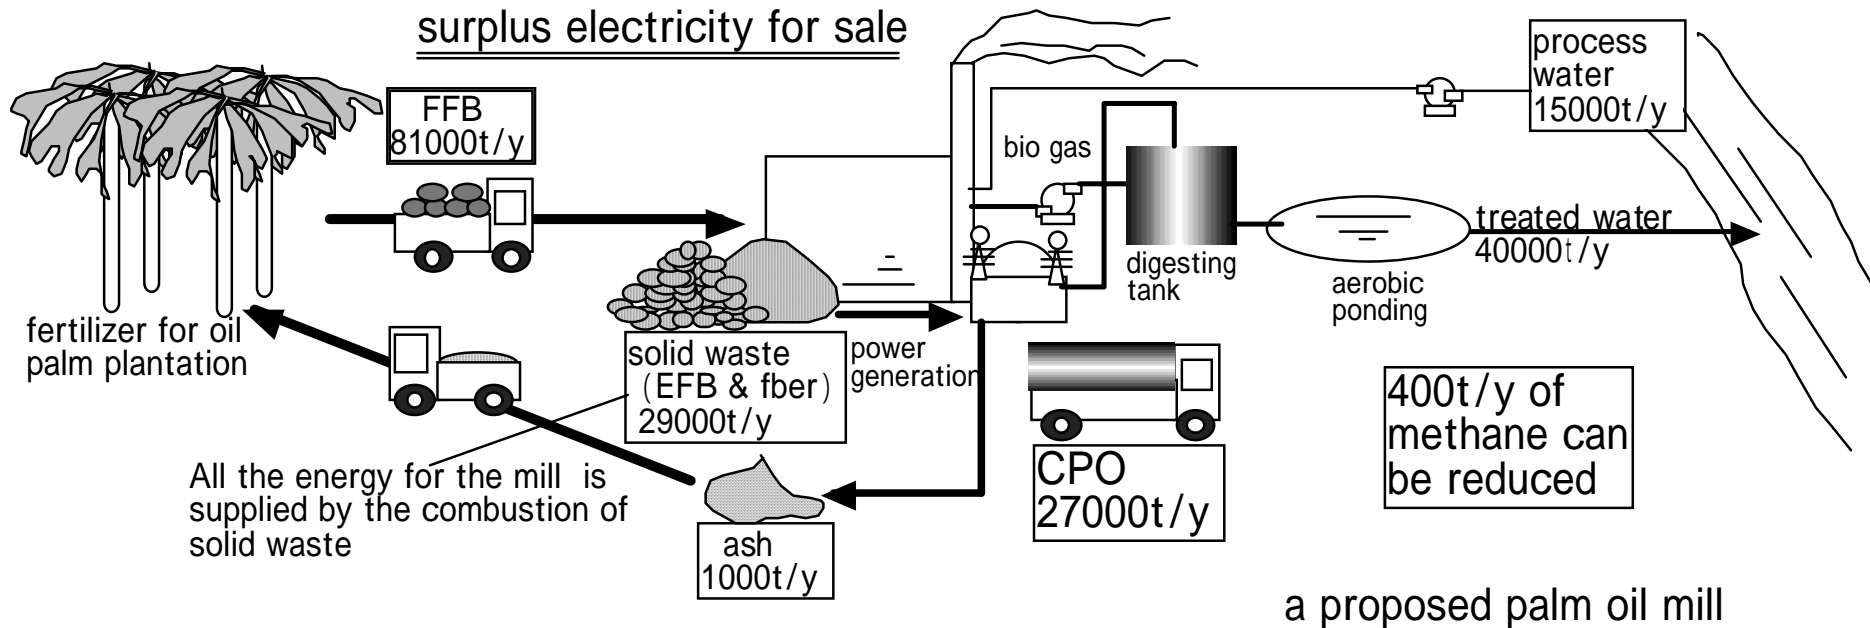 surplus electricity for sale
FFB
81000t/y
process
water
15000t/y
bio gas
digesting
tank
aerobic
ponding
treated water
40000t/y
fertilizer for oil
palm plantation
solid waste
(EFB & fber)
29000t/y
power
generation
All the energy for the mill is
supplied by the combustion of
solid waste
ash
1000t/y
CPO
27000t/y
400t/y of
methane can
be reduced
a proposed palm oil mill